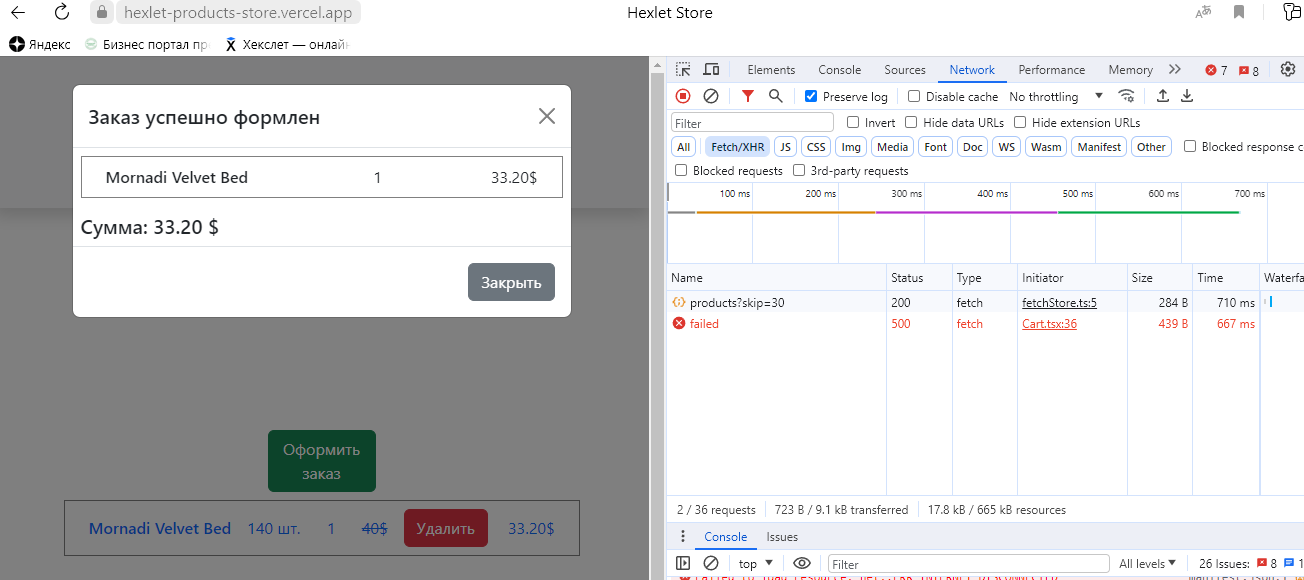 hexlet-products-store.vercel.app
Hexlet Store
Яндекс
Бизнес портал пр
Хекслет — онлайн
Заказ успешно формлен
Mornadi Velvet Bed 1 33.20$
Сумма: 33.20 $
Закрыть
Оформить
заказ
Mornadi Velvet Bed 140 шт. 1 40$ Удалить 33.20$
Elements Console Sources Network Performance Memory 7 8
Preserve log Disable cache No throttling
Filter Invert Hide data URLs Hide extension URLs
All Fetch/XHR JS CSS Img Media Font Doc WS Wasm Manifest Other Blocked response c
Blocked requests 3rd-party requests
100 ms 200 ms 300 ms 400 ms 500 ms 600 ms 700 ms
Name Status Type Initiator Size Time Waterfa
products?skip=30 200 fetch fetchStore.ts:5 284 B 710 ms
failed 500 fetch Cart.tsx:36 439 B 667 ms
2 / 36 requests 723 B / 9.1 kB transferred 17.8 kB / 665 kB resources
Console Issues
top Filter All levels 26 Issues: 8 1